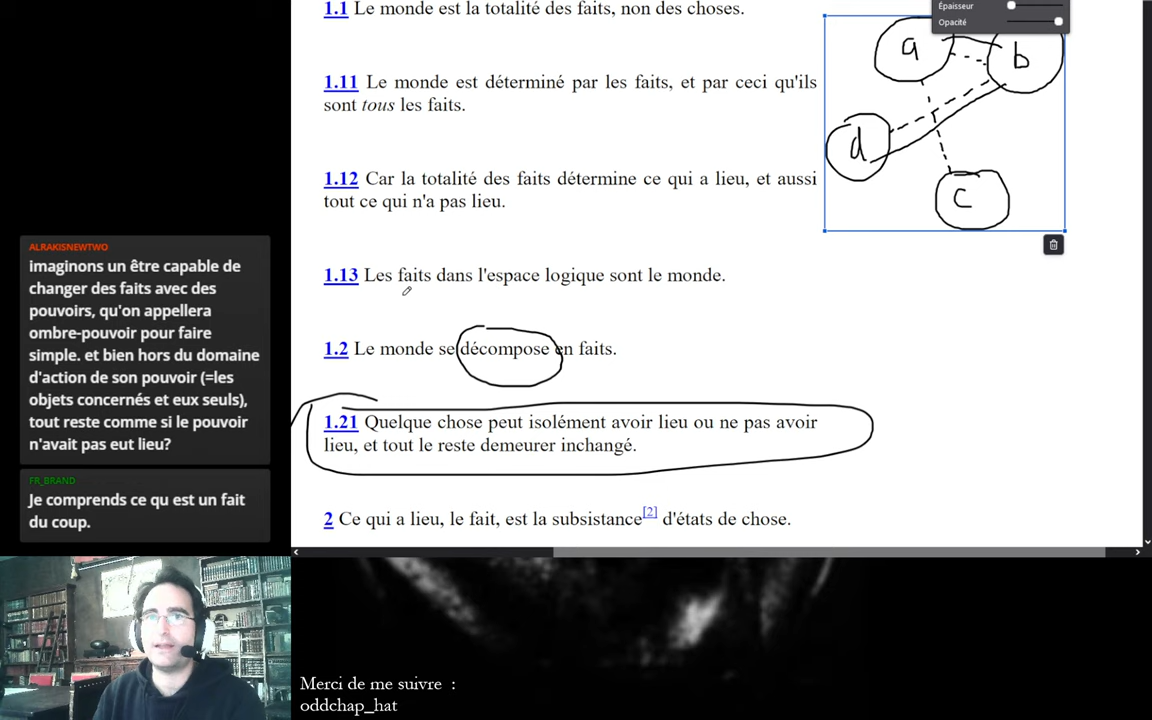 1.1 Le monde est la totalité des faits, non des choses.
Épaisseur
Opacité
1.11 Le monde est déterminé par les faits, et par ceci qu'ils
sont tous les faits.
a
b
d
c
1.12 Car la totalité des faits détermine ce qui a lieu, et aussi
tout ce qui n'a pas lieu.
1.13 Les faits dans l'espace logique sont le monde.
1.2 Le monde se décompose en faits.
1.21 Quelque chose peut isolément avoir lieu ou ne pas avoir
lieu, et tout le reste demeurer inchangé.
2 Ce qui a lieu, le fait, est la subsistance[2] d'états de chose.
ALRAKISNEWTWO
imaginons un être capable de
changer des faits avec des
pouvoirs, qu'on appellera
ombre-pouvoir pour faire
simple. et bien hors du domaine
d'action de son pouvoir (=les
objets concernés et eux seuls),
tout reste comme si le pouvoir
n'avait pas eut lieu?
FR_BRAND
Je comprends ce qu est un fait
du coup.
Merci de me suivre :
oddchap_hat